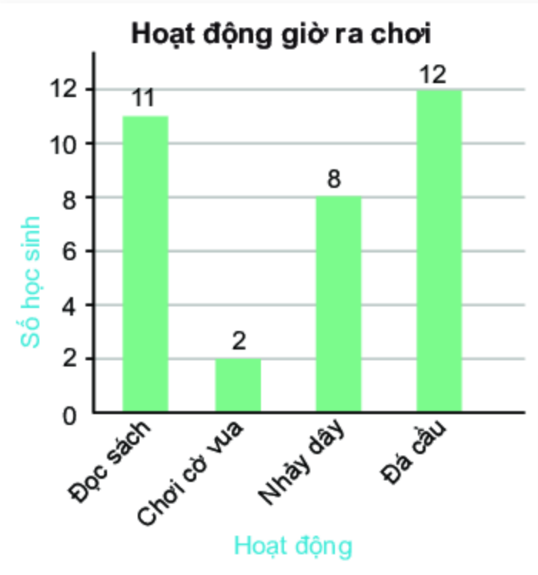 Hoạt động giờ ra chơi
Số học sinh
12
10
8
6
4
2
0
11
2
8
12
Đọc sách
Chơi cờ vua
Nhảy dây
Đá cầu
Hoạt động